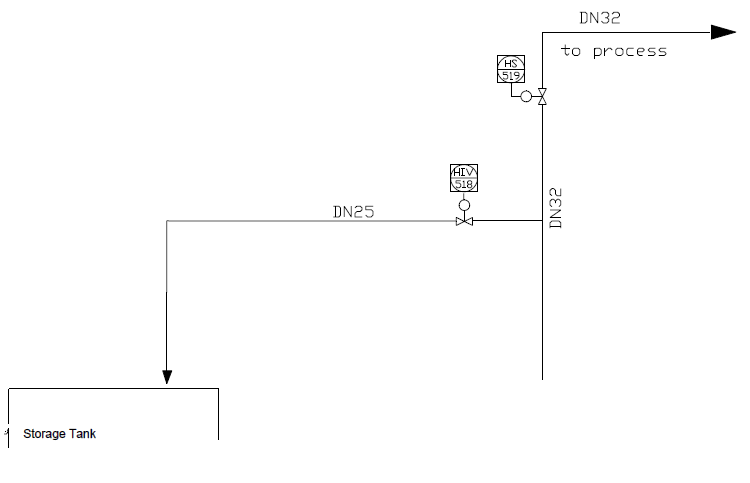 DN32
to process
HS
519
HIV
518
DN25
DN32
Storage Tank